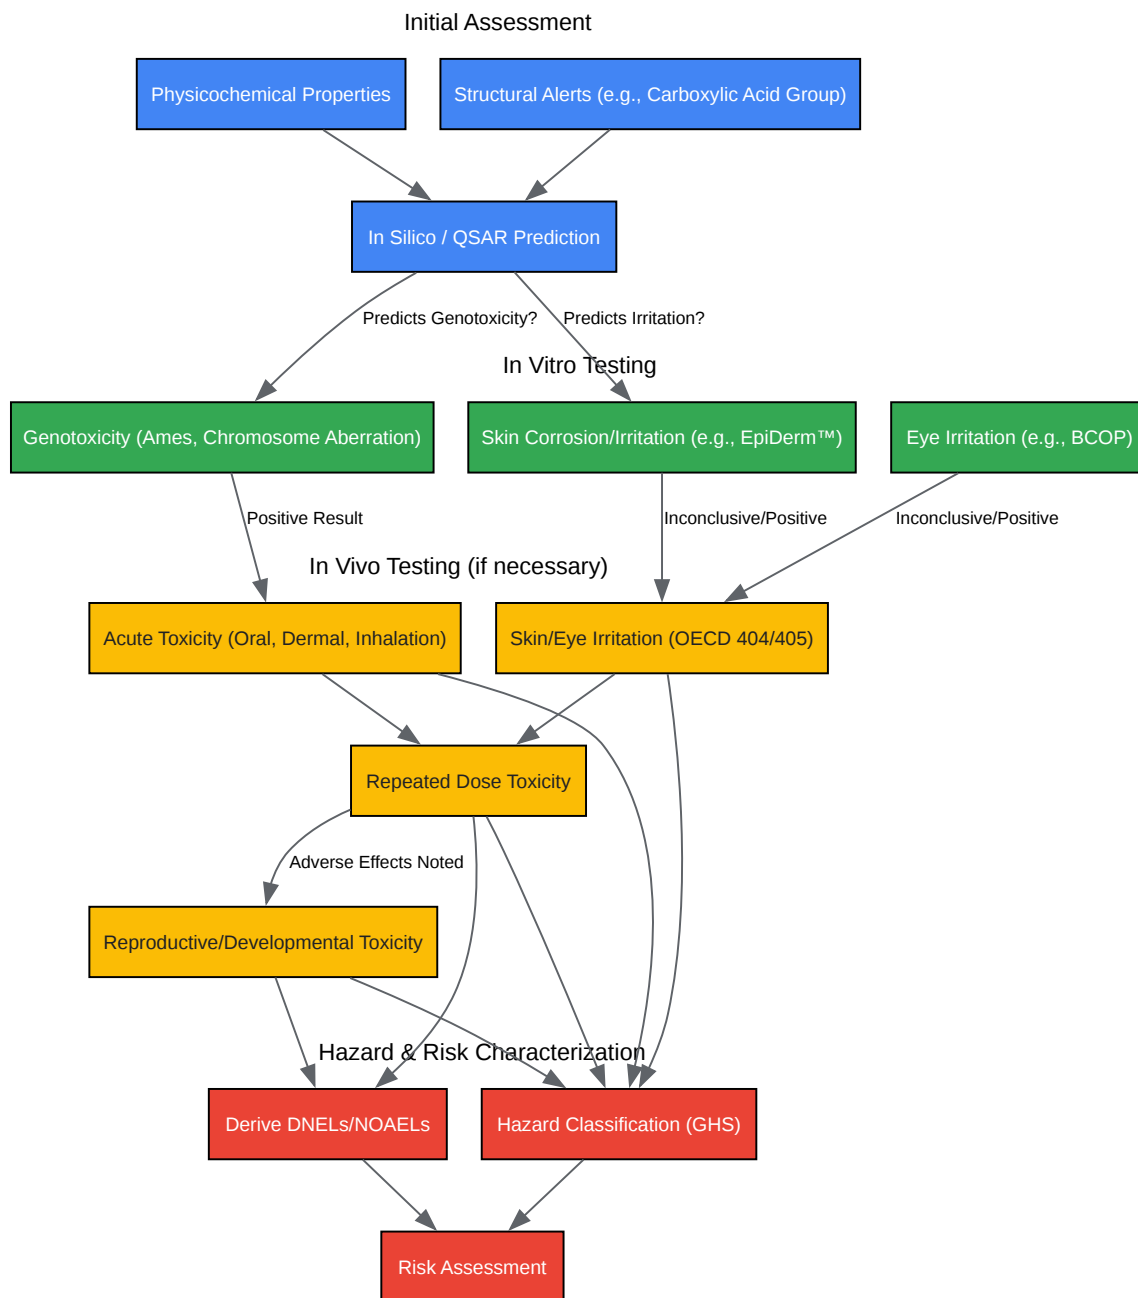 Initial Assessment
Physicochemical Properties
Structural Alerts (e.g., Carboxylic Acid Group)
In Silico / QSAR Prediction
Predicts Genotoxicity?
Predicts Irritation?
In Vitro Testing
Genotoxicity (Ames, Chromosome Aberration)
Skin Corrosion/Irritation (e.g., EpiDerm™)
Eye Irritation (e.g., BCOP)
Positive Result
Inconclusive/Positive
Inconclusive/Positive
In Vivo Testing (if necessary)
Acute Toxicity (Oral, Dermal, Inhalation)
Skin/Eye Irritation (OECD 404/405)
Repeated Dose Toxicity
Adverse Effects Noted
Reproductive/Developmental Toxicity
Hazard & Risk Characterization
Derive DNELs/NOAELs
Hazard Classification (GHS)
Risk Assessment